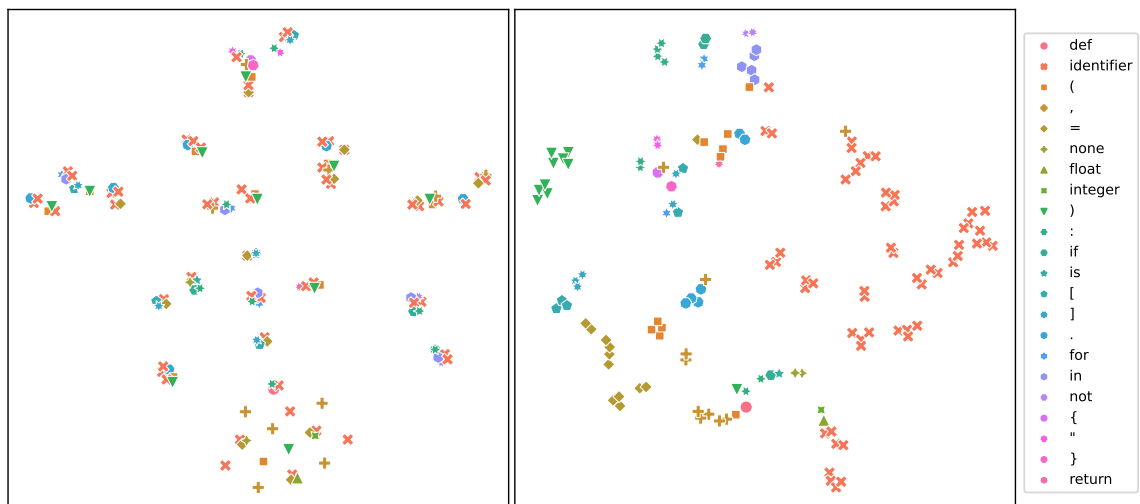 def
identifier
(
,
=
none
float
integer
)
:
if
is
[
]
.
for
in
not
{
"
}
return